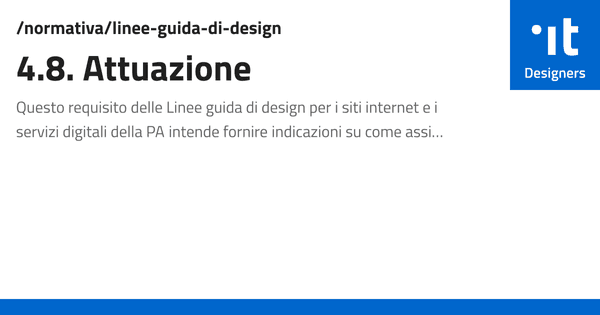 /normativa/linee-guida-di-design
4.8. Attuazione
Questo requisito delle Linee guida di design per i siti internet e i
servizi digitali della PA intende fornire indicazioni su come assi...
.it
Designers